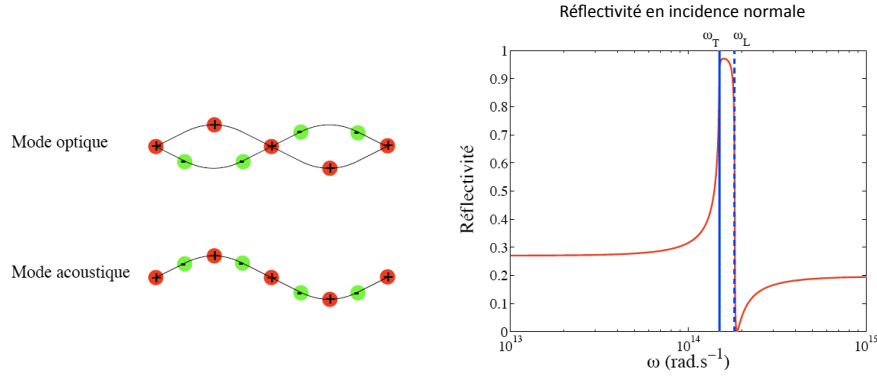 Mode optique
Mode acoustique
+ + + + +
- - - -
+ + + + +
- - - -
Réflectivité en incidence normale
ω_T ω_L
1
0.9
0.8
0.7
0.6
0.5
0.4
0.3
0.2
0.1
0
Réflectivité
10^13 10^14 10^15
ω (rad.s^−1)